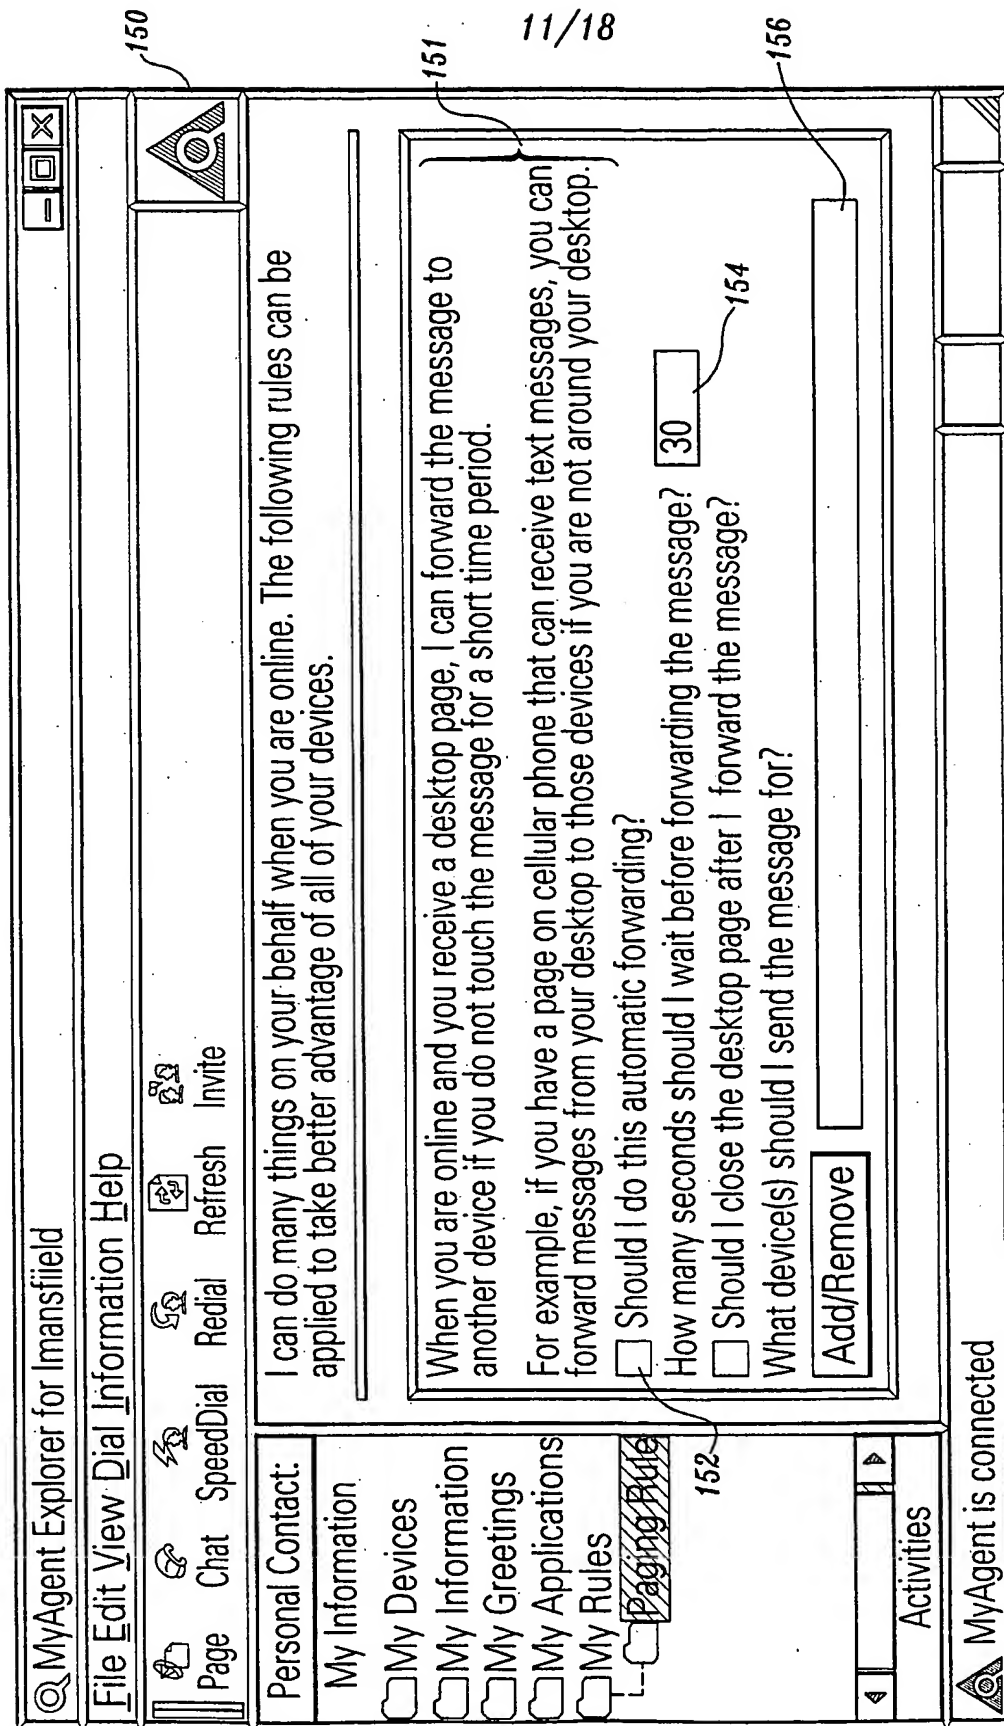 11/18
150
MyAgent Explorer for lmansfiield
File Edit View Dial Information Help
Page Chat SpeedDial Redial Refresh Invite
Personal Contact:
My Information
My Devices
My Information
My Greetings
My Applications
My Rules
Paging Rule
Activities
I can do many things on your behalf when you are online. The following rules can be
applied to take better advantage of all of your devices.
When you are online and you receive a desktop page, I can forward the message to
another device if you do not touch the message for a short time period.
For example, if you have a page on cellular phone that can receive text messages, you can
forward messages from your desktop to those devices if you are not around your desktop.
151
Should I do this automatic forwarding?
152
How many seconds should I wait before forwarding the message? 30
154
Should I close the desktop page after I forward the message?
What device(s) should I send the message for?
Add/Remove
156
MyAgent is connected